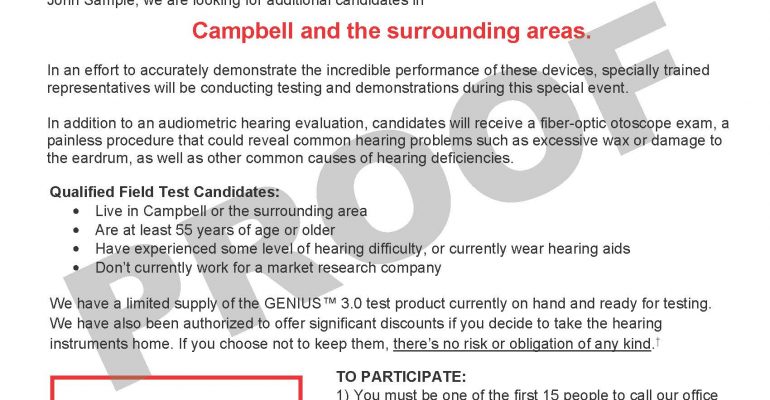 John Sample, we are looking for additional candidates in
Campbell and the surrounding areas.
In an effort to accurately demonstrate the incredible performance of these devices, specially trained
representatives will be conducting testing and demonstrations during this special event.
In addition to an audiometric hearing evaluation, candidates will receive a fiber-optic otoscope exam, a
painless procedure that could reveal common hearing problems such as excessive wax or damage to
the eardrum, as well as other common causes of hearing deficiencies.
Qualified Field Test Candidates:
• Live in Campbell or the surrounding area
• Are at least 55 years of age or older
• Have experienced some level of hearing difficulty, or currently wear hearing aids
• Don’t currently work for a market research company
We have a limited supply of the GENIUS™ 3.0 test product currently on hand and ready for testing.
We have also been authorized to offer significant discounts if you decide to take the hearing
instruments home. If you choose not to keep them, there’s no risk or obligation of any kind.†
TO PARTICIPATE:
1) You must be one of the first 15 people to call our office
PROOF